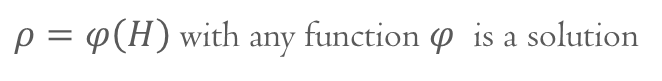 ρ = φ(H) with any function φ is a solution